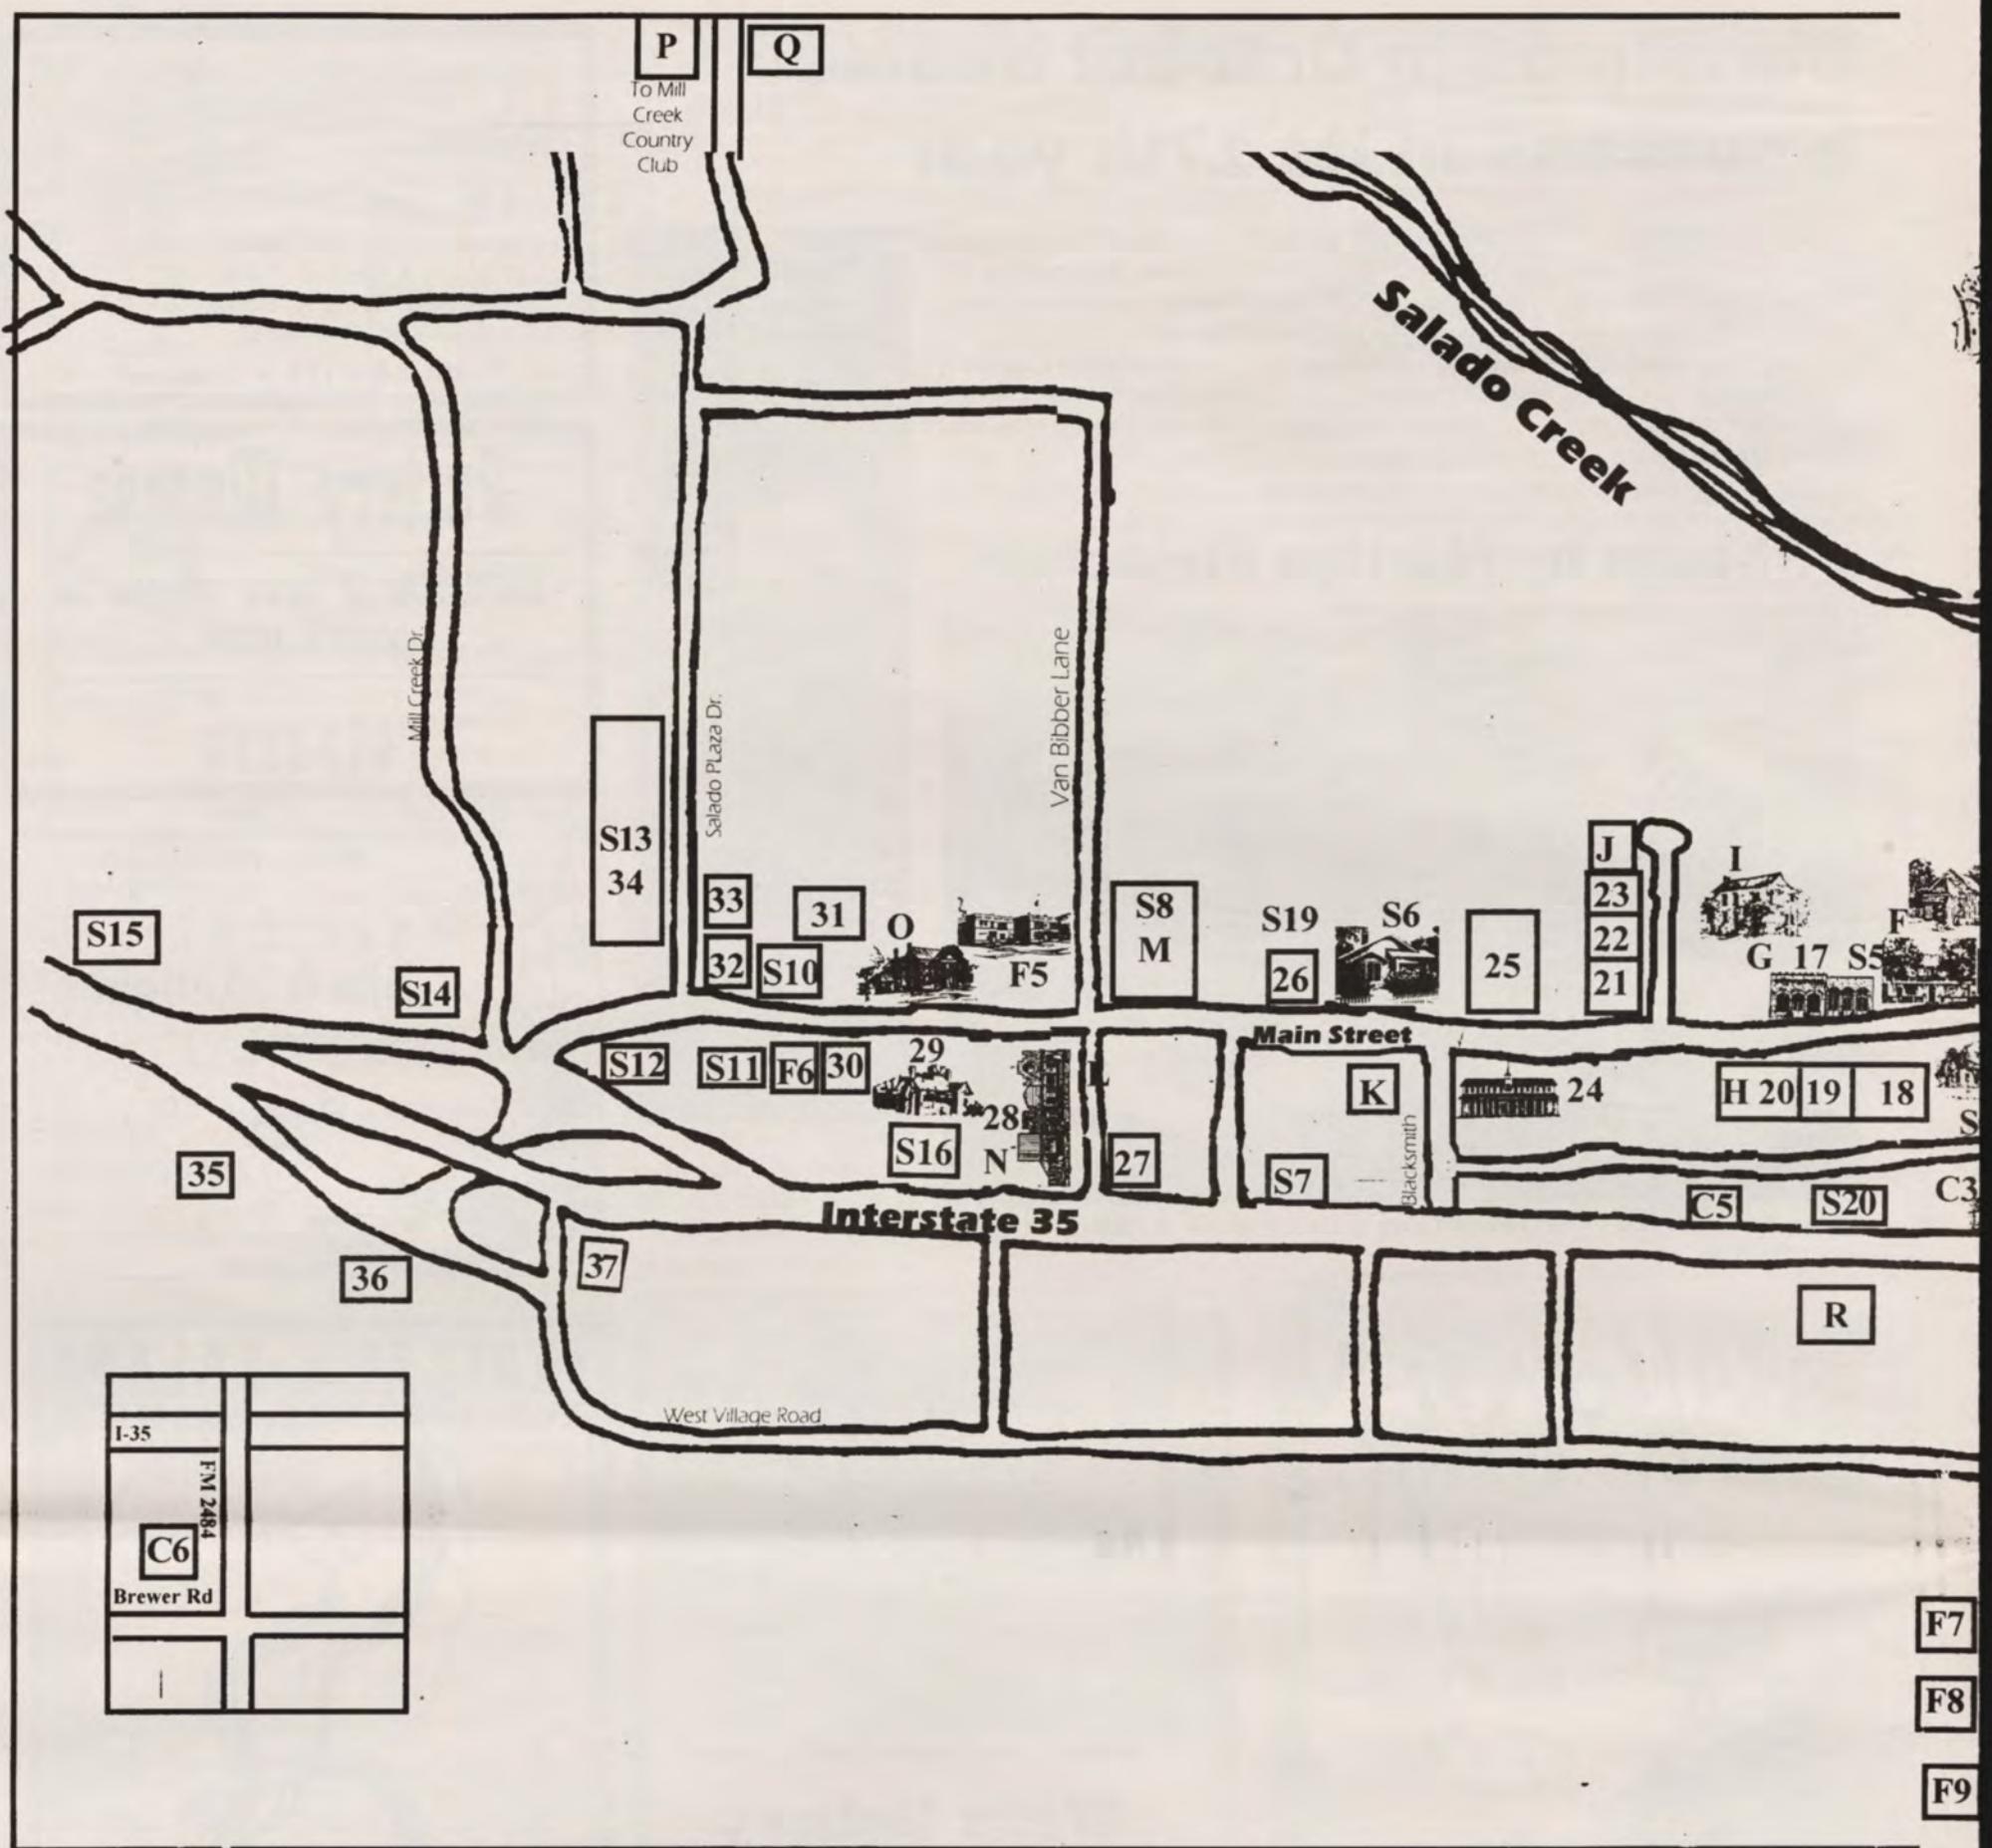 P
Q
To Mill
Creek
Country
Club
Salado Creek
Mill Creek Dr.
Salado PLaza Dr.
Van Bibber Lane
S13
34
33
32
31
S10
O
F5
S8
M
S19
26
S6
25
J
23
22
21
I
F
G 17 S5
S15
S14
Main Street
S12
S11
F6
30
29
28
S16
N
L
27
K
S7
Blacksmith
24
H 20
19
18
S
C5
S20
C3
35
36
37
Interstate 35
R
West Village Road
I-35
FM 2484
C6
Brewer Rd
F7
F8
F9